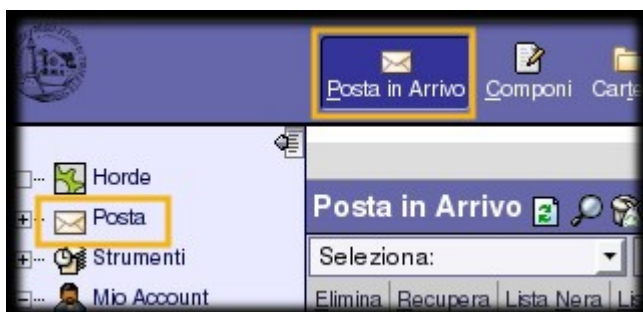 Posta in Arrivo Componi
Horde
Posta
Strumenti
Mio Account
Posta in Arrivo
Seleziona:
Elimina Recupera Lista Nera